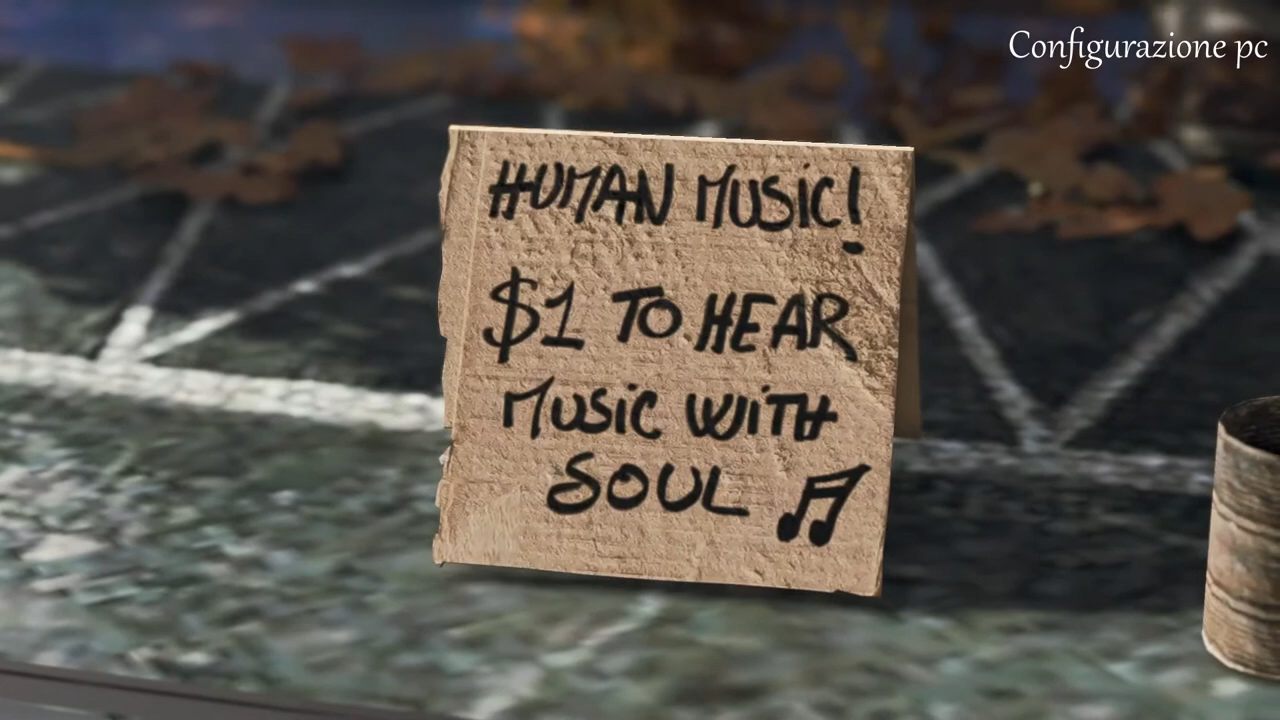 Configurazione pc
HUMAN MUSIC!
$1 TO HEAR
MUSIC WITH
SOUL